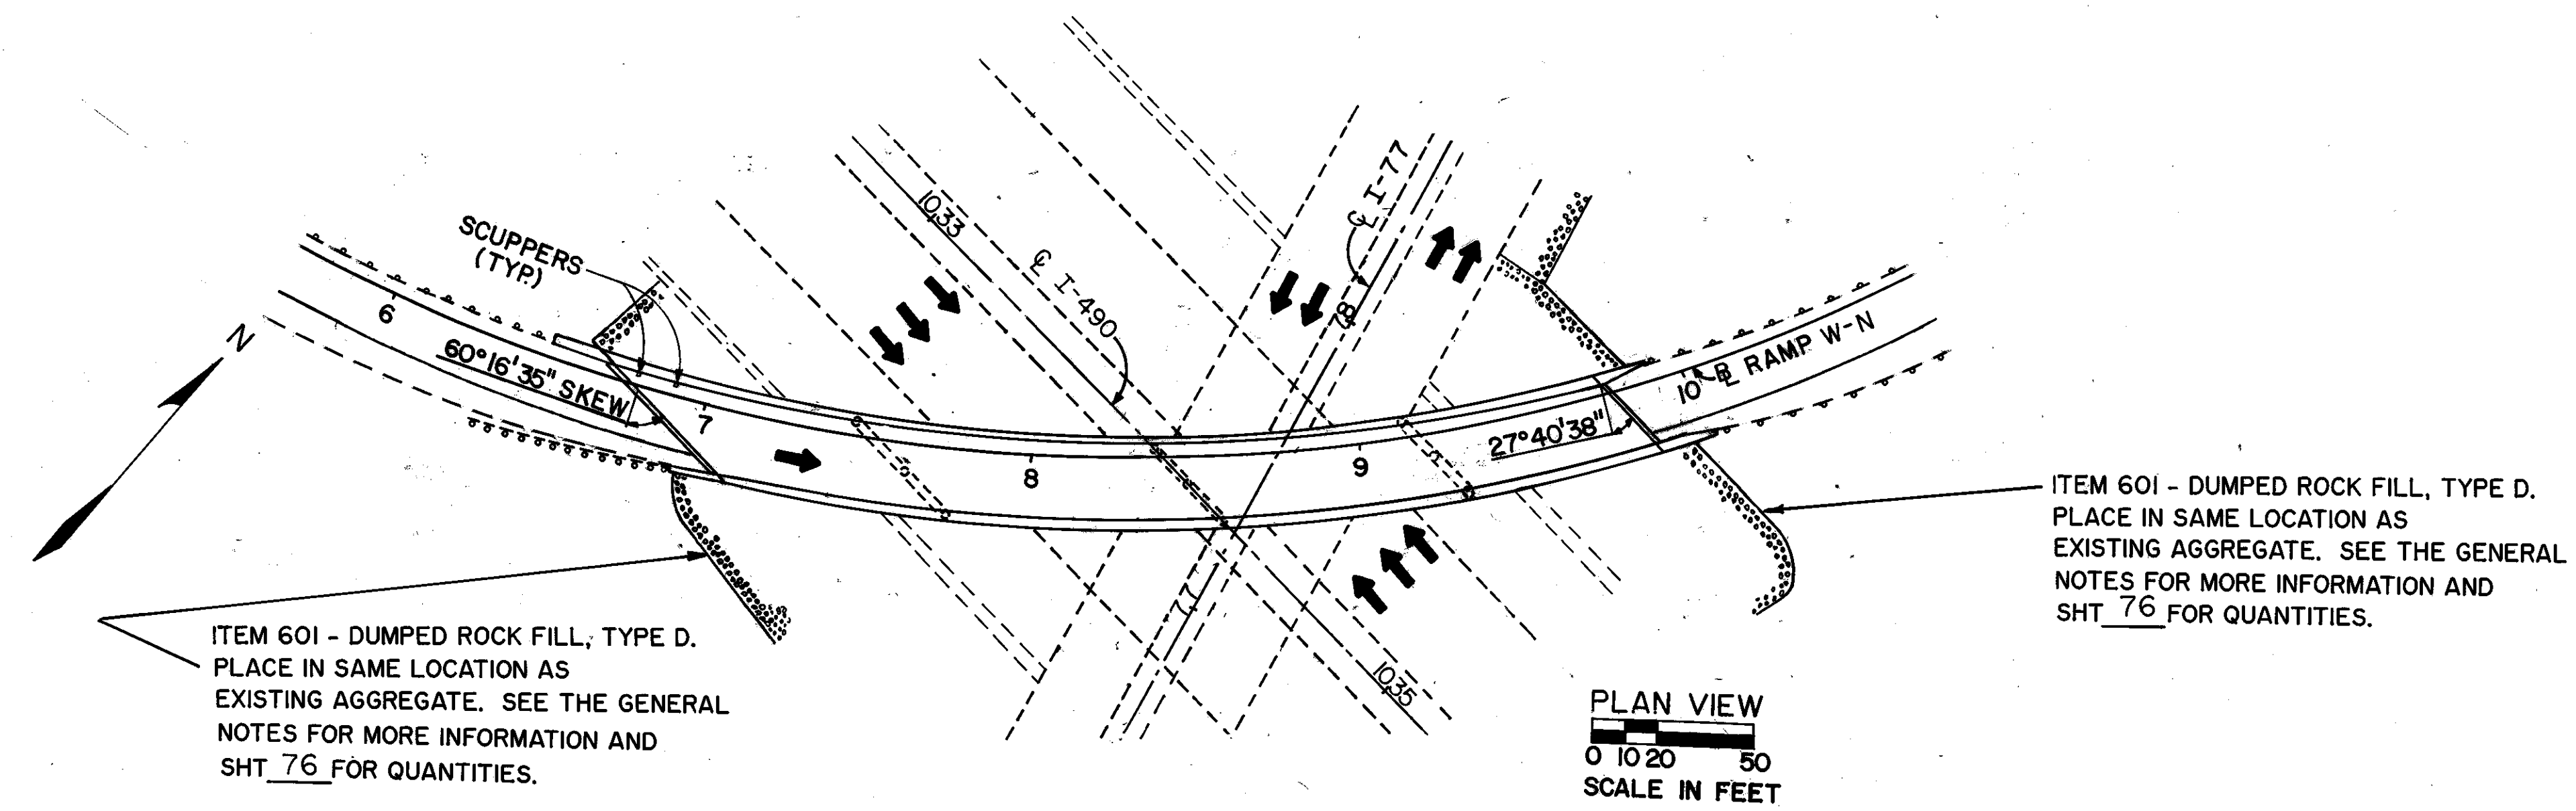 SCUPPERS
(TYP.)
N
6
60°16'35" SKEW
7
8
9
10
1033
℄ I-490
℄ I-77
78
1035
27°40'38"
℄ RAMP W-N
ITEM 601 - DUMPED ROCK FILL, TYPE D.
PLACE IN SAME LOCATION AS
EXISTING AGGREGATE. SEE THE GENERAL
NOTES FOR MORE INFORMATION AND
SHT 76 FOR QUANTITIES.
ITEM 601 - DUMPED ROCK FILL, TYPE D.
PLACE IN SAME LOCATION AS
EXISTING AGGREGATE. SEE THE GENERAL
NOTES FOR MORE INFORMATION AND
SHT 76 FOR QUANTITIES.
PLAN VIEW
0 10 20 50
SCALE IN FEET